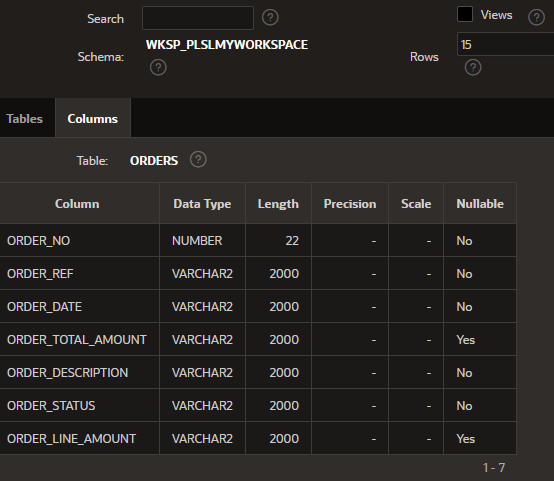 Search ?
Views ?
Schema: WKSP_PLSLMYWORKSPACE ?
Rows 15 ?
Tables Columns
Table: ORDERS ?
Column Data Type Length Precision Scale Nullable
ORDER_NO NUMBER 22 - - No
ORDER_REF VARCHAR2 2000 - - No
ORDER_DATE VARCHAR2 2000 - - No
ORDER_TOTAL_AMOUNT VARCHAR2 2000 - - Yes
ORDER_DESCRIPTION VARCHAR2 2000 - - No
ORDER_STATUS VARCHAR2 2000 - - No
ORDER_LINE_AMOUNT VARCHAR2 2000 - - Yes
1 - 7